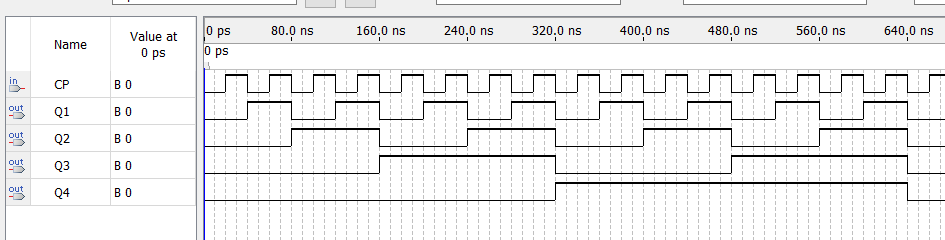 0 ps 80.0 ns 160.0 ns 240.0 ns 320.0 ns 400.0 ns 480.0 ns 560.0 ns 640.0 ns
Name
Value at
0 ps
0 ps
in CP B 0
out Q1 B 0
out Q2 B 0
out Q3 B 0
out Q4 B 0